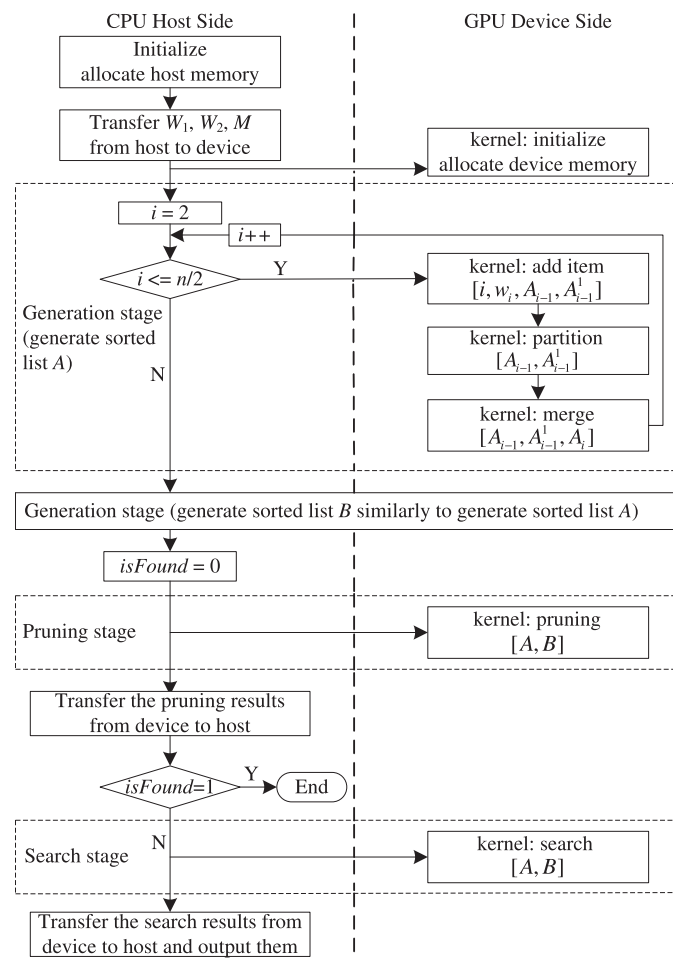 CPU Host Side
GPU Device Side
Initialize
allocate host memory
Transfer W₁, W₂, M
from host to device
kernel: initialize
allocate device memory
i = 2
i++
i <= n/2
Y
kernel: add item
[i, wᵢ, Aᵢ₋₁, A¹ᵢ₋₁]
Generation stage
(generate sorted
list A)
kernel: partition
[Aᵢ₋₁, A¹ᵢ₋₁]
N
kernel: merge
[Aᵢ₋₁, A¹ᵢ₋₁, Aᵢ]
Generation stage (generate sorted list B similarly to generate sorted list A)
isFound = 0
Pruning stage
kernel: pruning
[A, B]
Transfer the pruning results
from device to host
isFound=1
Y
End
N
Search stage
kernel: search
[A, B]
Transfer the search results from
device to host and output them